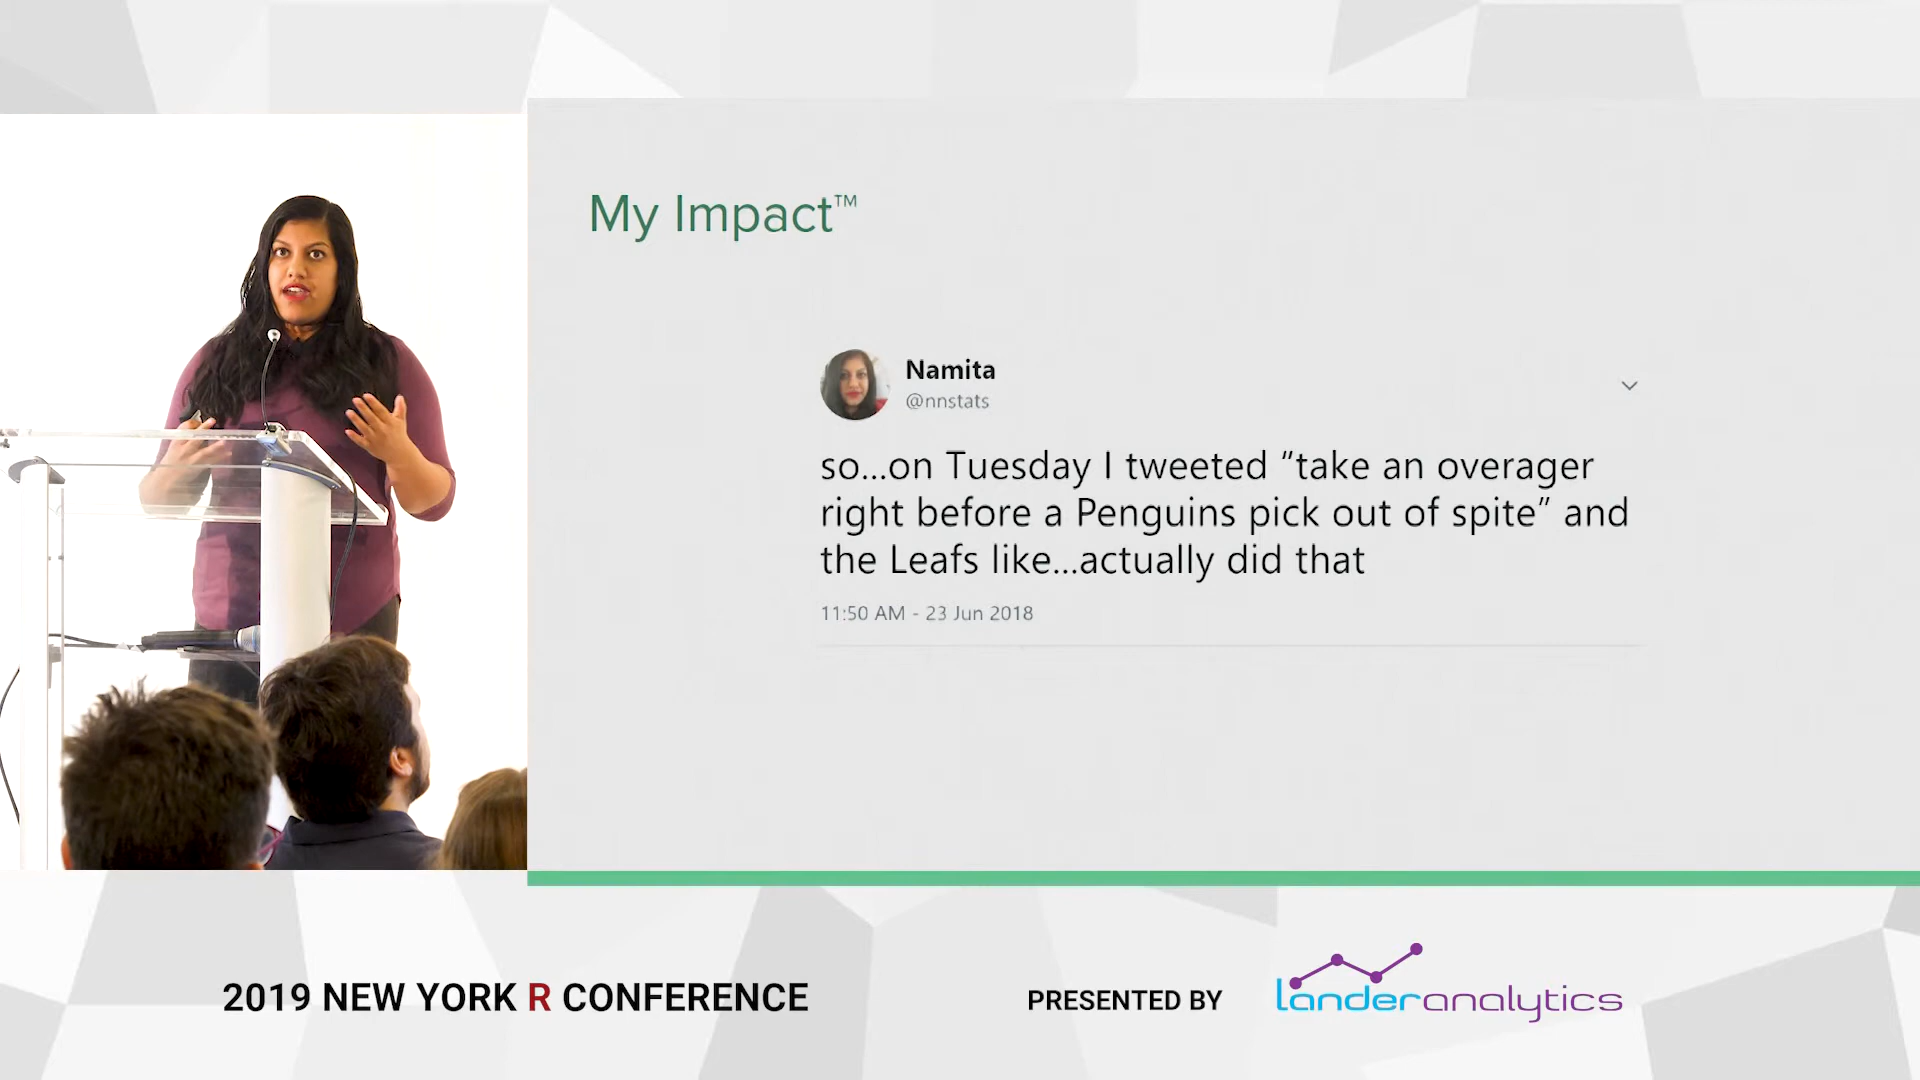 My Impact™
Namita
@nnstats
so...on Tuesday I tweeted "take an overager
right before a Penguins pick out of spite" and
the Leafs like...actually did that
11:50 AM - 23 Jun 2018
2019 NEW YORK R CONFERENCE
PRESENTED BY
landeranalytics